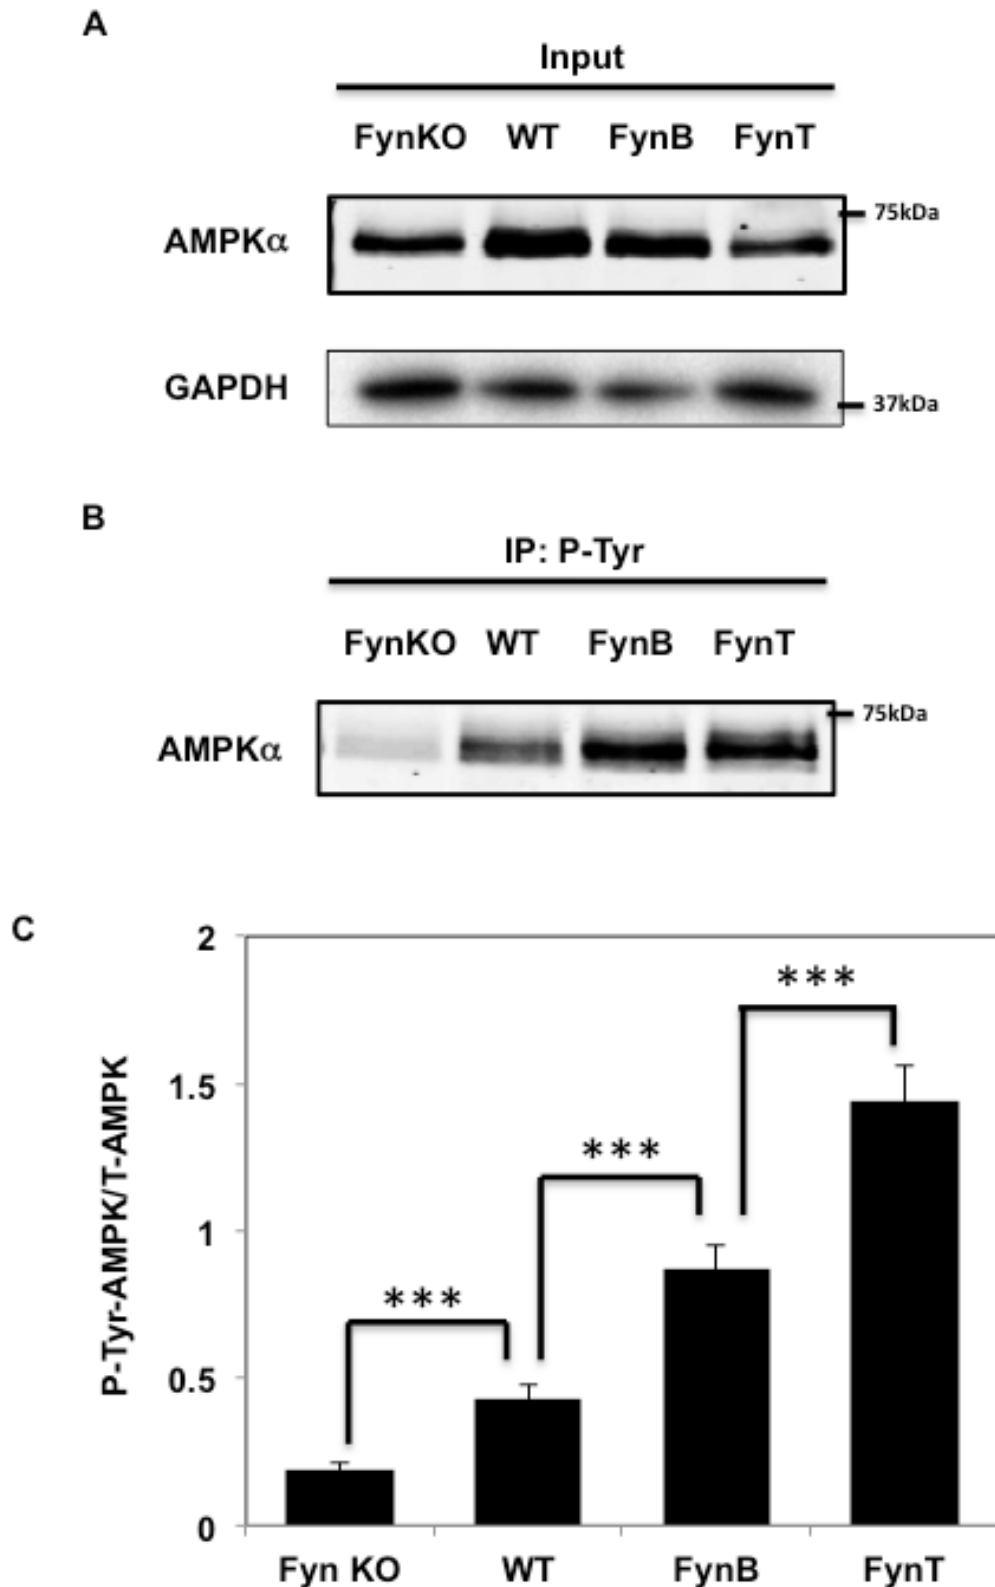 A
Input
FynKO WT FynB FynT
75kDa
AMPKα
GAPDH
37kDa
B
IP: P-Tyr
FynKO WT FynB FynT
75kDa
AMPKα
C
2
***
1.5
***
1
***
0.5
0
P-Tyr-AMPK/T-AMPK
Fyn KO WT FynB FynT